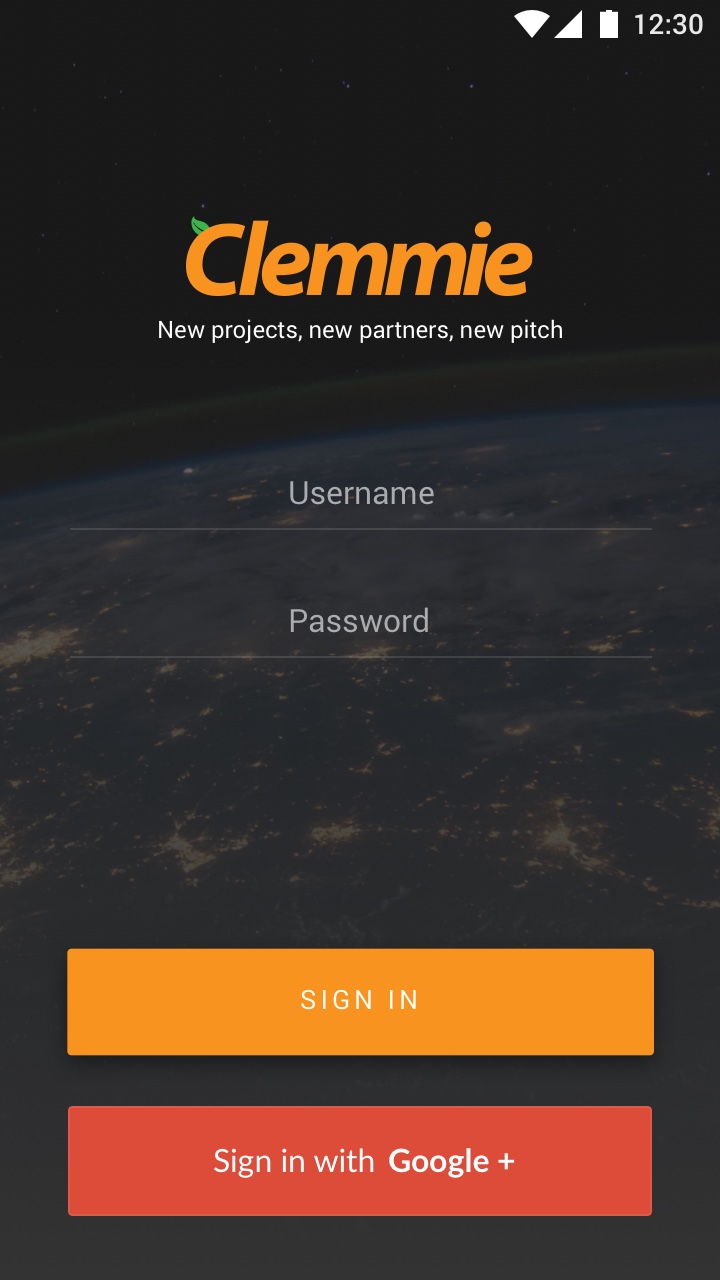 12:30
Clemmie
New projects, new partners, new pitch
Username
Password
SIGN IN
Sign in with Google +